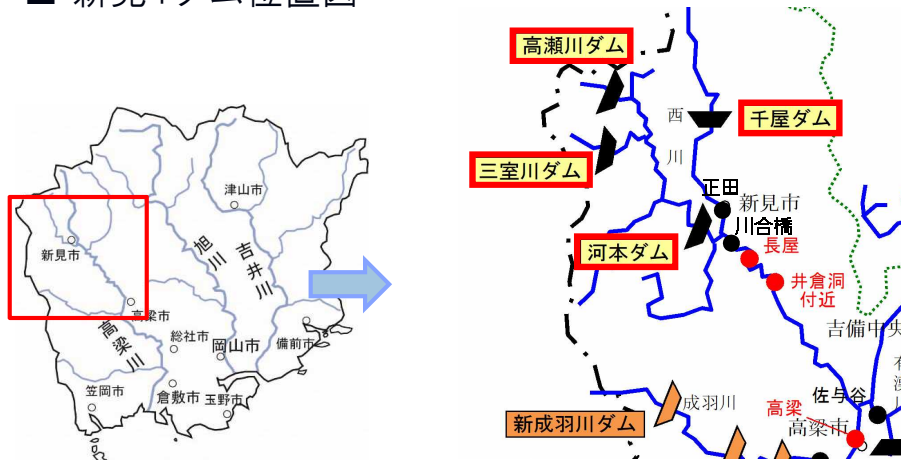 ■ 新見4ダム位置図
津山市
新見市
旭川
吉井川
高梁市
高梁川
総社市
岡山市
備前市
笠岡市
倉敷市
玉野市
高瀬川ダム
西川
千屋ダム
三室川ダム
正田
新見市
川合橋
河本ダム
長屋
井倉洞
付近
吉備中央
佐与谷
成羽川
新成羽川ダム
高梁
高梁市